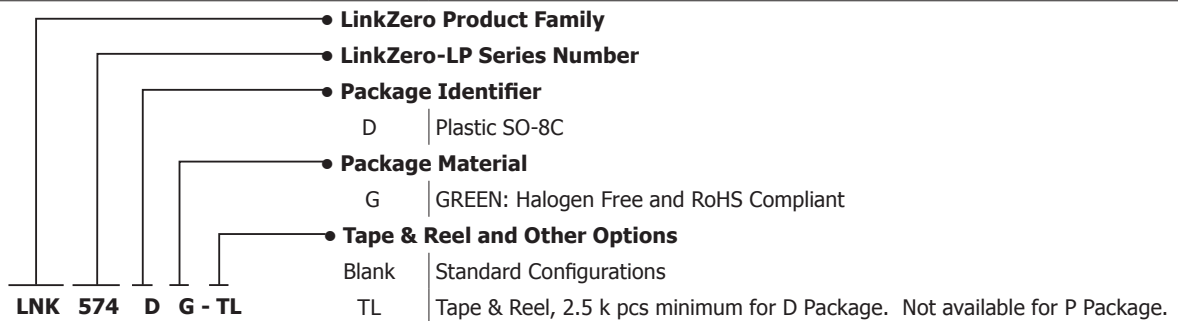 • LinkZero Product Family
• LinkZero-LP Series Number
• Package Identifier
D Plastic SO-8C
• Package Material
G GREEN: Halogen Free and RoHS Compliant
• Tape & Reel and Other Options
Blank Standard Configurations
TL Tape & Reel, 2.5 k pcs minimum for D Package. Not available for P Package.
LNK 574 D G - TL